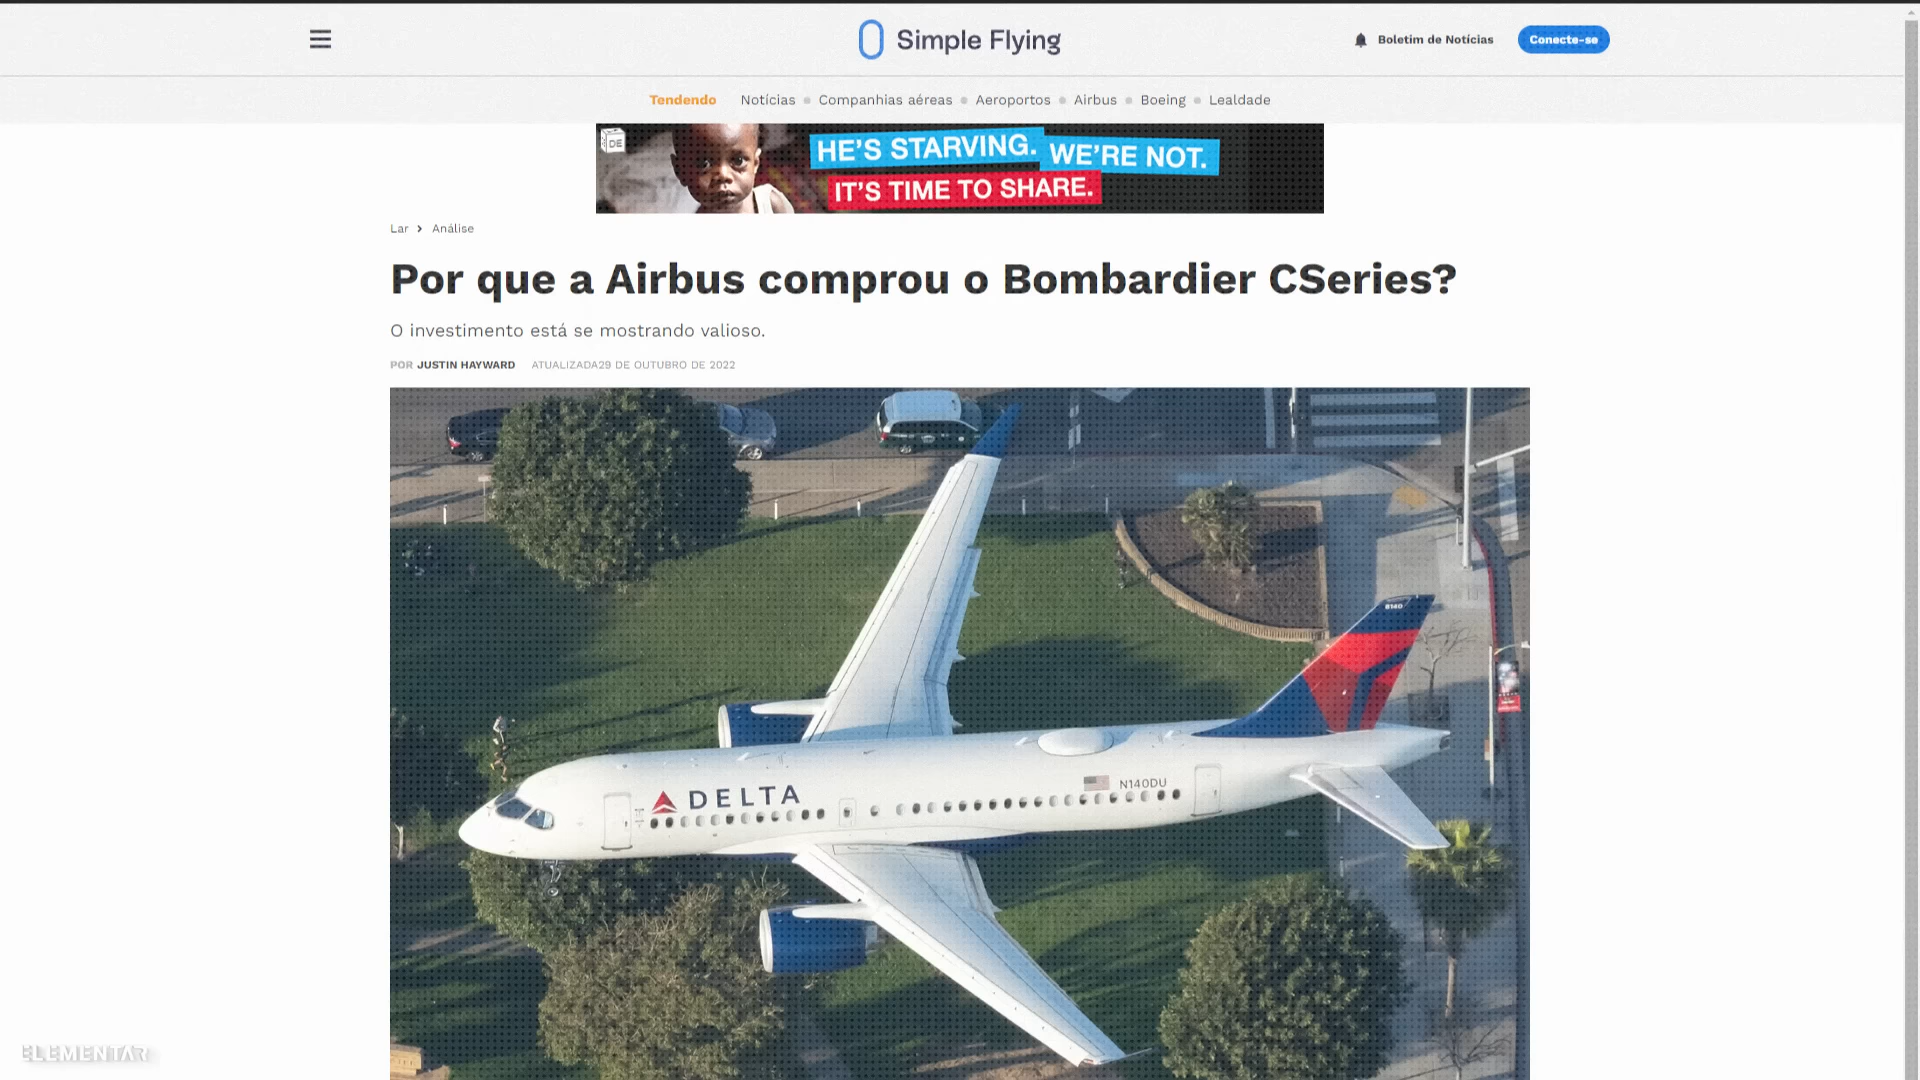 Simple Flying
Boletim de Notícias
Conecte-se
Tendendo Notícias Companhias aéreas Aeroportos Airbus Boeing Lealdade
DE
HE'S STARVING. WE'RE NOT.
IT'S TIME TO SHARE.
Lar > Análise
Por que a Airbus comprou o Bombardier CSeries?
O investimento está se mostrando valioso.
POR JUSTIN HAYWARD ATUALIZADA29 DE OUTUBRO DE 2022
8140
DELTA
N140DU
ELEMENTAR